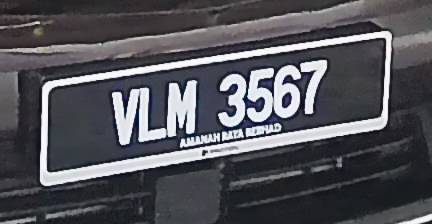 VLM 3567
AMANAH RAYA BERHAD